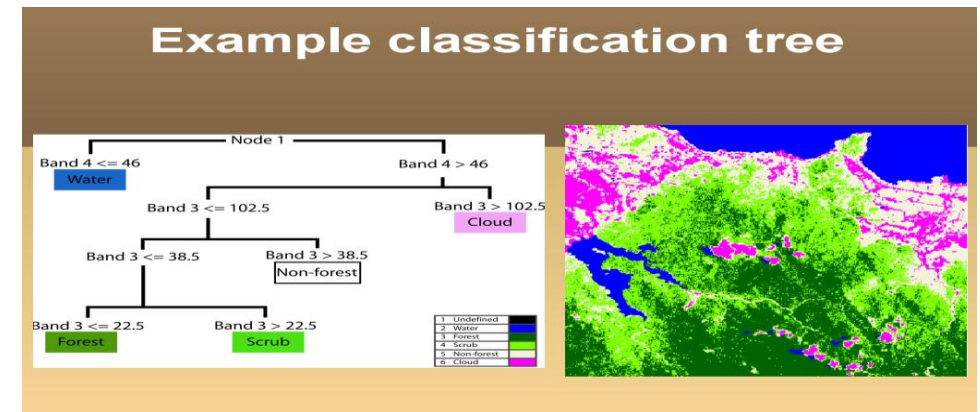 Example classification tree
Node 1
Band 4 <= 46
Water
Band 4 > 46
Band 3 <= 102.5
Band 3 > 102.5
Cloud
Band 3 <= 38.5
Band 3 > 38.5
Non-forest
Band 3 <= 22.5
Forest
Band 3 > 22.5
Scrub
1 Undefined
2 Water
3 Forest
4 Scrub
5 Non-forest
6 Cloud